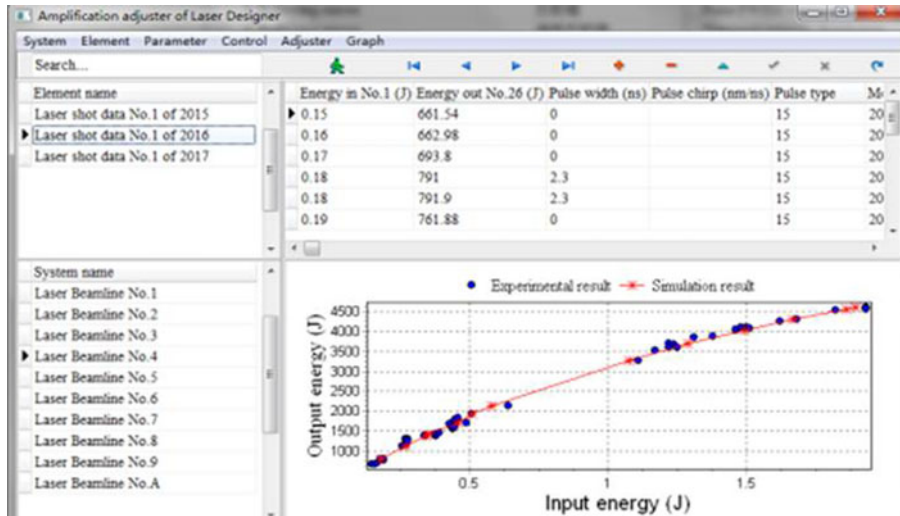 Amplification adjuster of Laser Designer
System Element Parameter Control Adjuster Graph
Search...
Element name
Laser shot data No.1 of 2015
Laser shot data No.1 of 2016
Laser shot data No.1 of 2017
Energy in No.1 (J) Energy out No.26 (J) Pulse width (ns) Pulse chirp (nm/ns) Pulse type
0.15 661.54 0 15 20
0.16 662.98 0 15 20
0.17 693.8 0 15 20
0.18 791 2.3 15 20
0.18 791.9 2.3 15 20
0.19 761.88 0 15 20
System name
Laser Beamline No.1
Laser Beamline No.2
Laser Beamline No.3
Laser Beamline No.4
Laser Beamline No.5
Laser Beamline No.6
Laser Beamline No.7
Laser Beamline No.8
Laser Beamline No.9
Laser Beamline No.A
Experimental result Simulation result
Output energy (J)
4500
4000
3500
3000
2500
2000
1500
1000
0.5 1 1.5
Input energy (J)